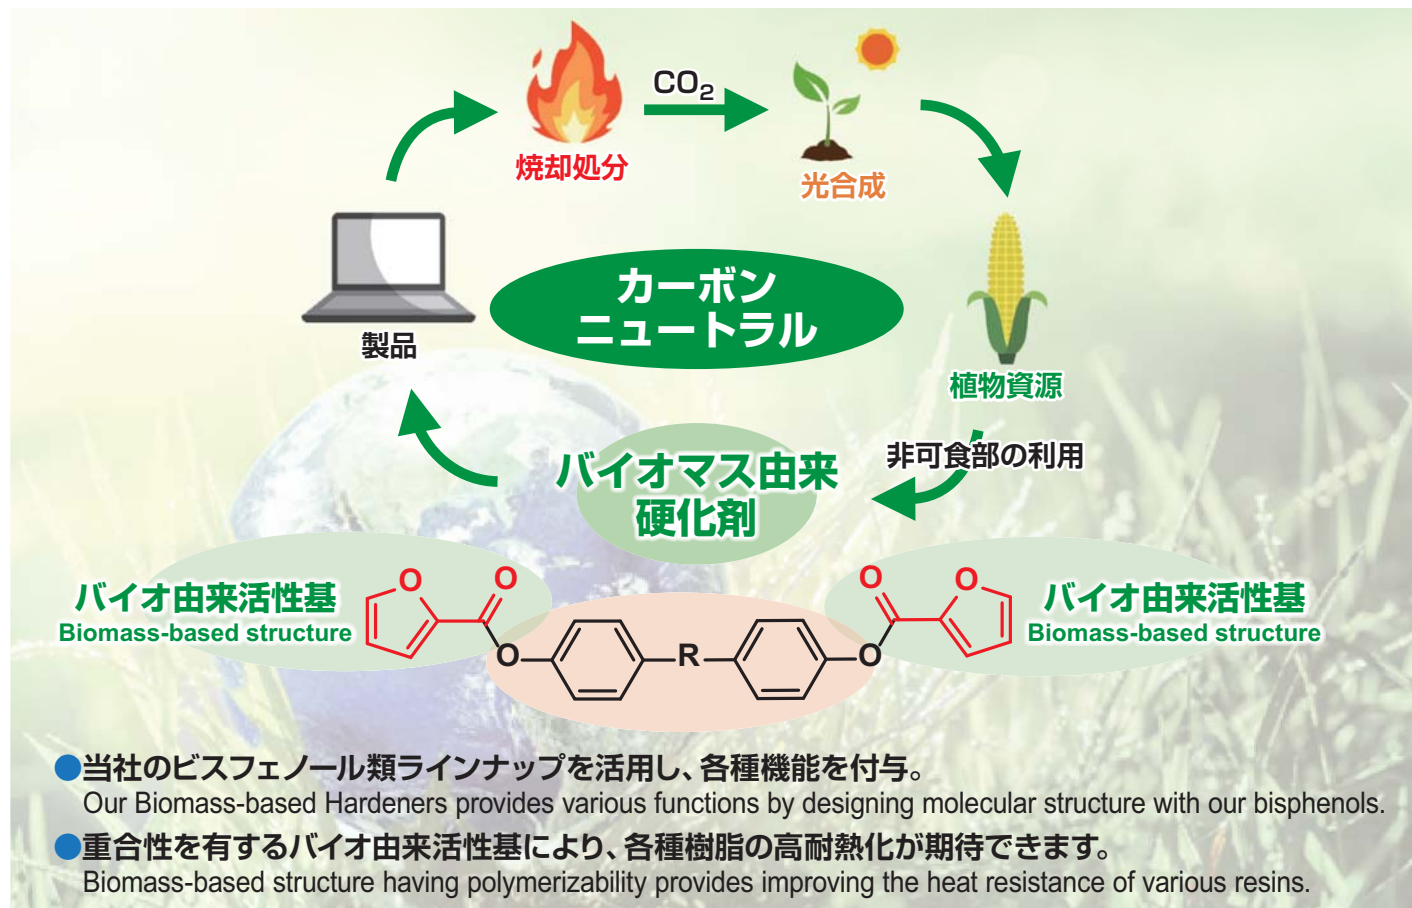 CO₂
焼却処分
光合成
カーボン
ニュートラル
製品
植物資源
非可食部の利用
バイオマス由来
硬化剤
バイオ由来活性基
Biomass-based structure
O
O
O
R
O
O
O
バイオ由来活性基
Biomass-based structure
●当社のビスフェノール類ラインナップを活用し、各種機能を付与。
Our Biomass-based Hardeners provides various functions by designing molecular structure with our bisphenols.
●重合性を有するバイオ由来活性基により、各種樹脂の高耐熱化が期待できます。
Biomass-based structure having polymerizability provides improving the heat resistance of various resins.